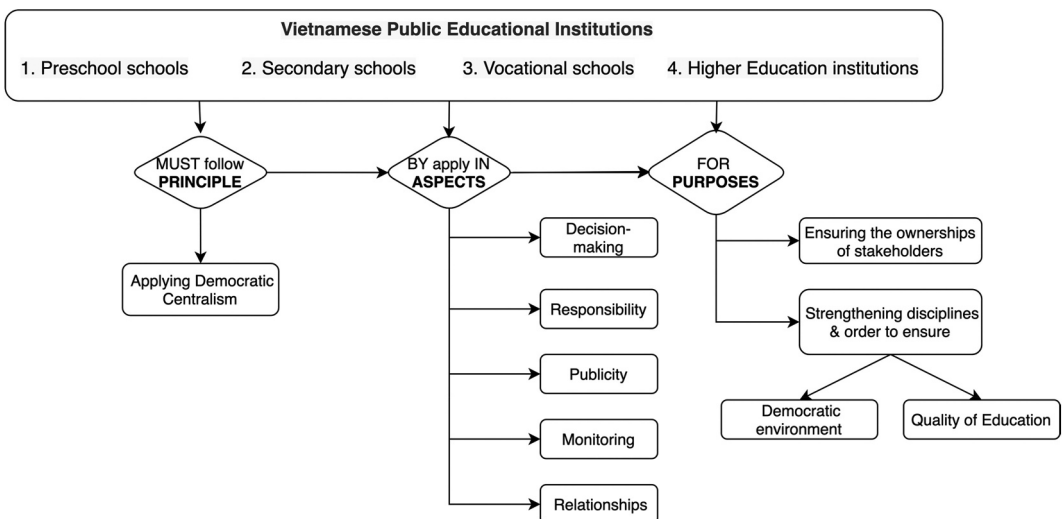 Vietnamese Public Educational Institutions
1. Preschool schools 2. Secondary schools 3. Vocational schools 4. Higher Education institutions
MUST follow
PRINCIPLE
BY apply IN
ASPECTS
FOR
PURPOSES
Applying Democratic
Centralism
Decision-
making
Responsibility
Publicity
Monitoring
Relationships
Ensuring the ownerships
of stakeholders
Strengthening disciplines
& order to ensure
Democratic
environment
Quality of Education